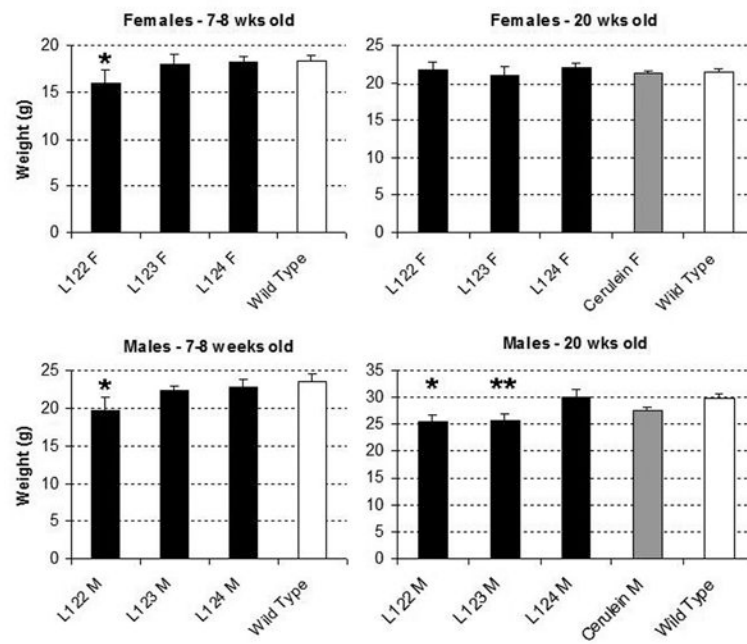 Females - 7-8 wks old
Weight (g)
20
15
10
5
0
*
L122 F
L123 F
L124 F
Wild Type
Females - 20 wks old
25
20
15
10
5
0
L122 F
L123 F
L124 F
Cerulein F
Wild Type
Males - 7-8 weeks old
Weight (g)
25
20
15
10
5
0
*
L122 M
L123 M
L124 M
Wild Type
Males - 20 wks old
35
30
25
20
15
10
5
0
*
**
L122 M
L123 M
L124 M
Cerulein M
Wild Type